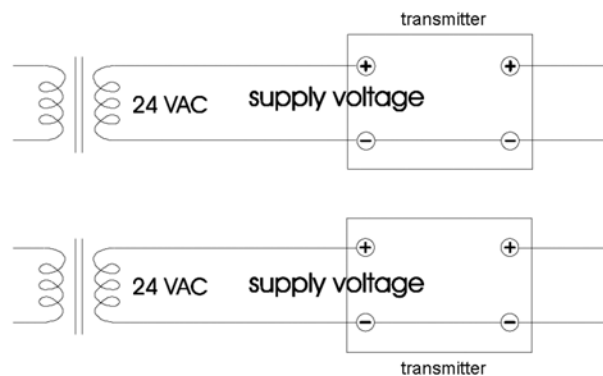 transmitter
24 VAC supply voltage
+ +
- -
24 VAC supply voltage
+ +
- -
transmitter